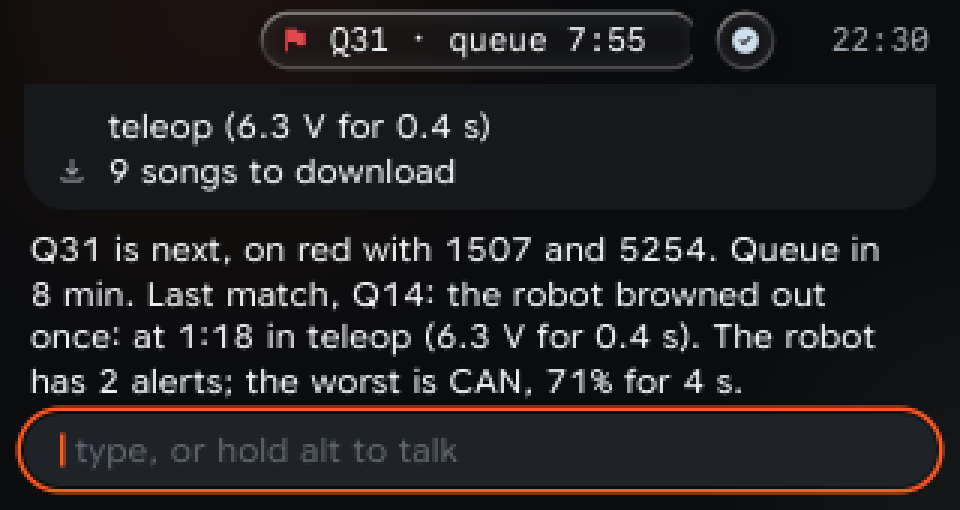 Q31 · queue 7:55
22:30
teleop (6.3 V for 0.4 s)
9 songs to download
Q31 is next, on red with 1507 and 5254. Queue in
8 min. Last match, Q14: the robot browned out
once: at 1:18 in teleop (6.3 V for 0.4 s). The robot
has 2 alerts; the worst is CAN, 71% for 4 s.
type, or hold alt to talk